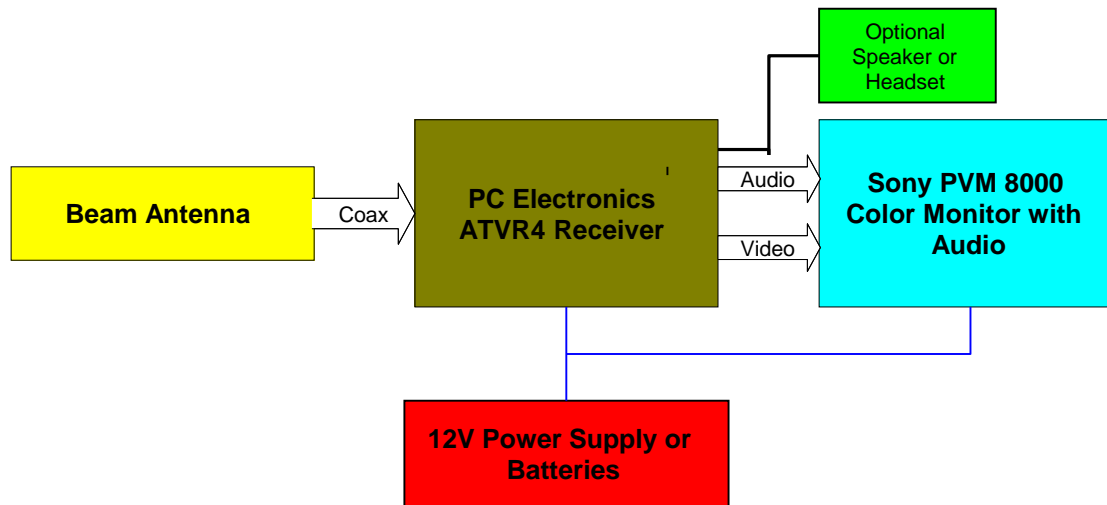 Optional
Speaker or
Headset
Beam Antenna
Coax
PC Electronics
ATVR4 Receiver
Audio
Video
Sony PVM 8000
Color Monitor with
Audio
12V Power Supply or
Batteries